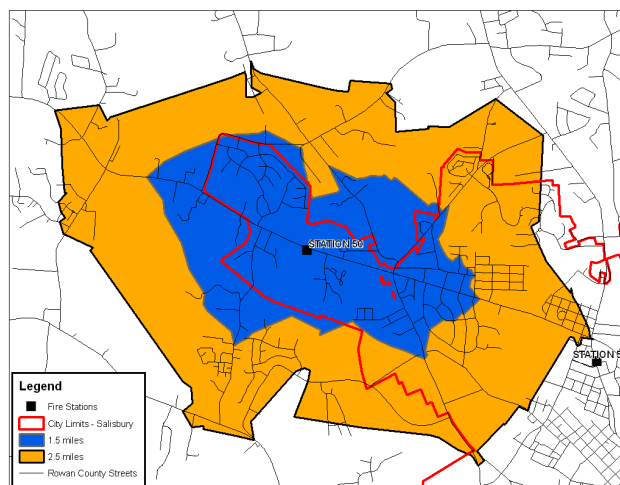 STATION 50
STATION 5
Legend
Fire Stations
City Limits - Salisbury
1.5 miles
2.5 miles
Rowan County Streets